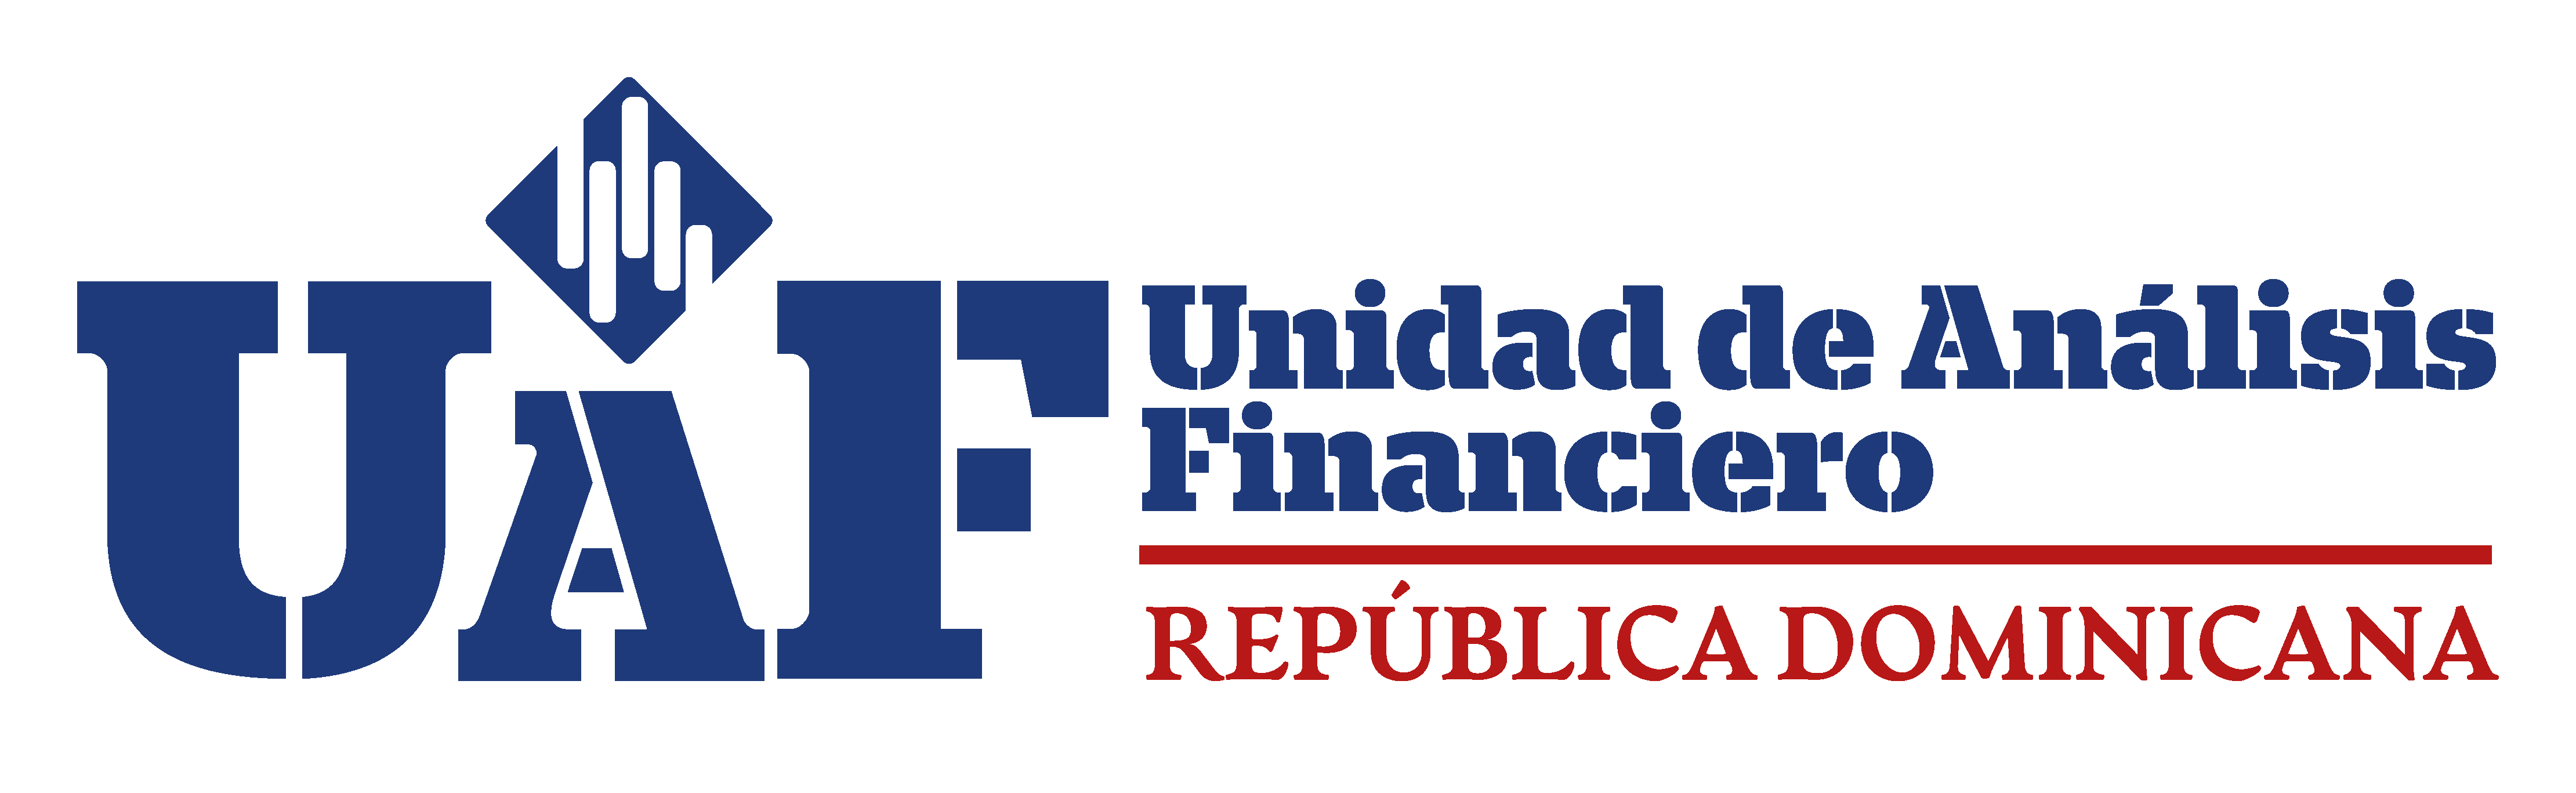 UAF
Unidad de Análisis
Financiero
REPÚBLICA DOMINICANA